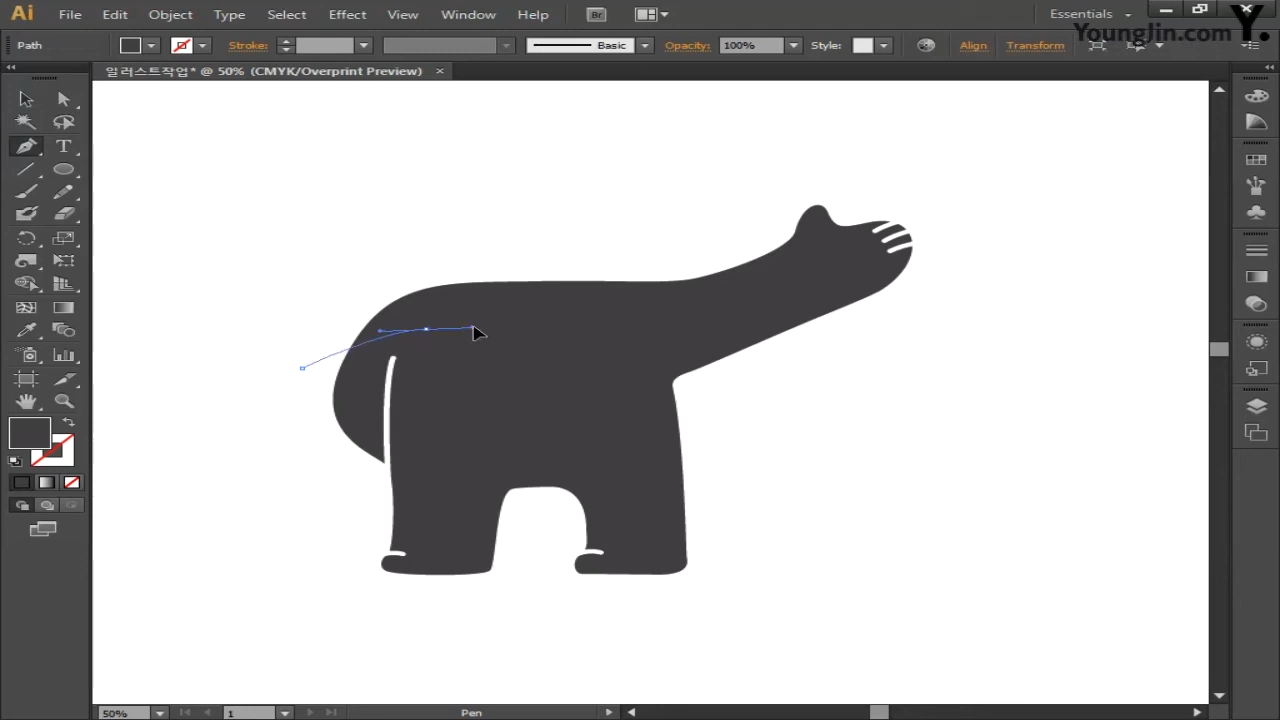 Ai File Edit Object Type Select Effect View Window Help Br Essentials
YoungJin.com Y.
Path Stroke: Basic Opacity: 100% Style: Align Transform
일러스트작업* @ 50% (CMYK/Overprint Preview) ×
T
50% 1 Pen